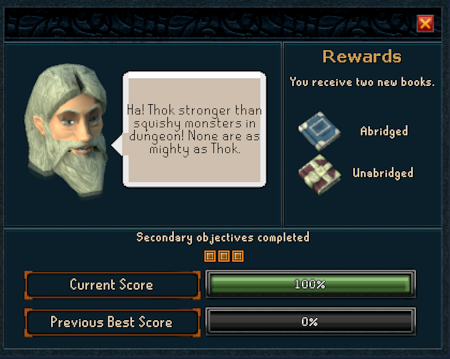 Rewards
You receive two new books.
Ha! Thok stronger than
squishy monsters in
dungeon! None are as
mighty as Thok.
Abridged
Unabridged
Secondary objectives completed
Current Score
100%
Previous Best Score
0%